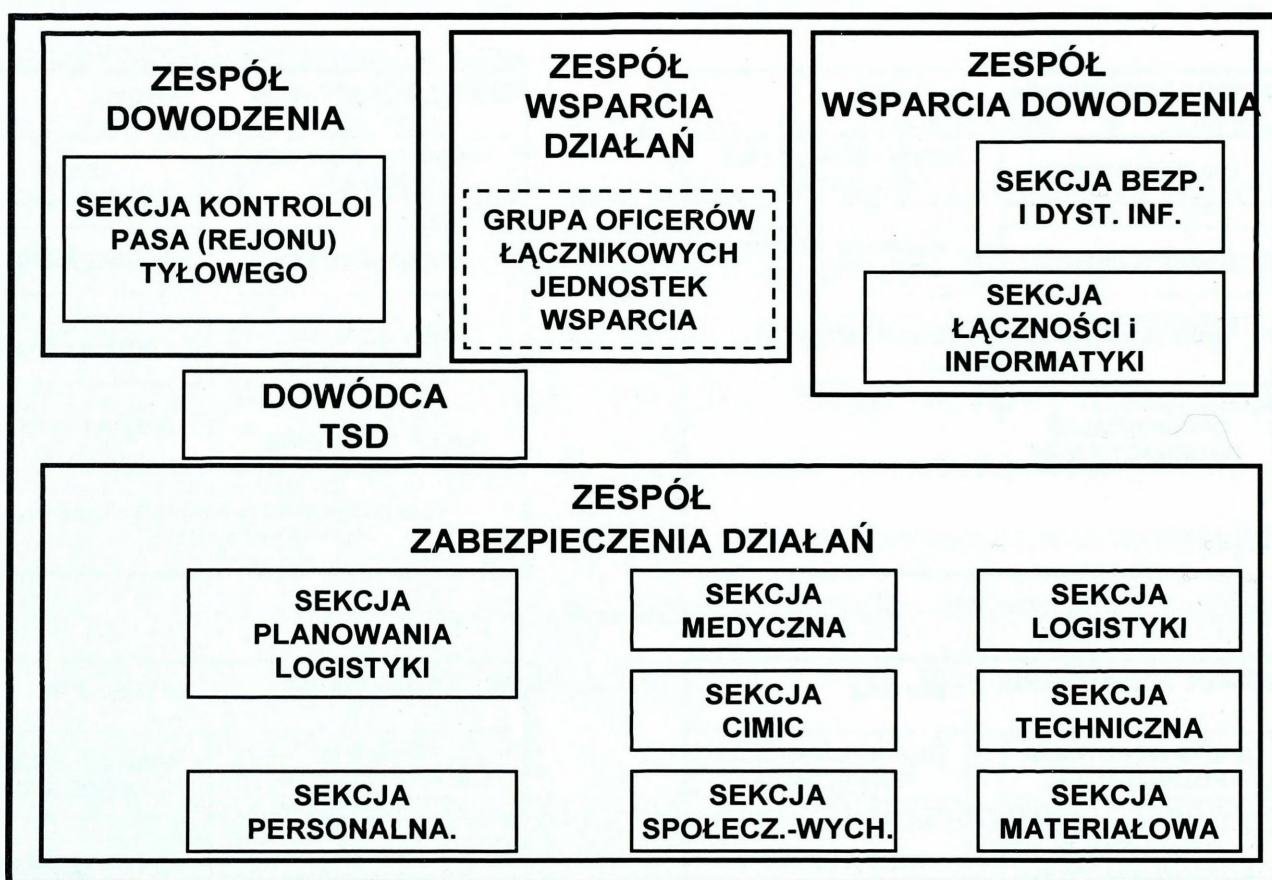 ZESPÓŁ
DOWODZENIA
SEKCJA KONTROLOI
PASA (REJONU)
TYŁOWEGO
ZESPÓŁ
WSPARCIA
DZIAŁAŃ
GRUPA OFICERÓW
ŁĄCZNIKOWYCH
JEDNOSTEK
WSPARCIA
ZESPÓŁ
WSPARCIA DOWODZENIA
SEKCJA BEZP.
I DYST. INF.
SEKCJA
ŁĄCZNOŚCI i
INFORMATYKI
DOWÓDCA
TSD
ZESPÓŁ
ZABEZPIECZENIA DZIAŁAŃ
SEKCJA
PLANOWANIA
LOGISTYKI
SEKCJA
MEDYCZNA
SEKCJA
LOGISTYKI
SEKCJA
CIMIC
SEKCJA
TECHNICZNA
SEKCJA
PERSONALNA.
SEKCJA
SPOŁECZ.-WYCH.
SEKCJA
MATERIAŁOWA